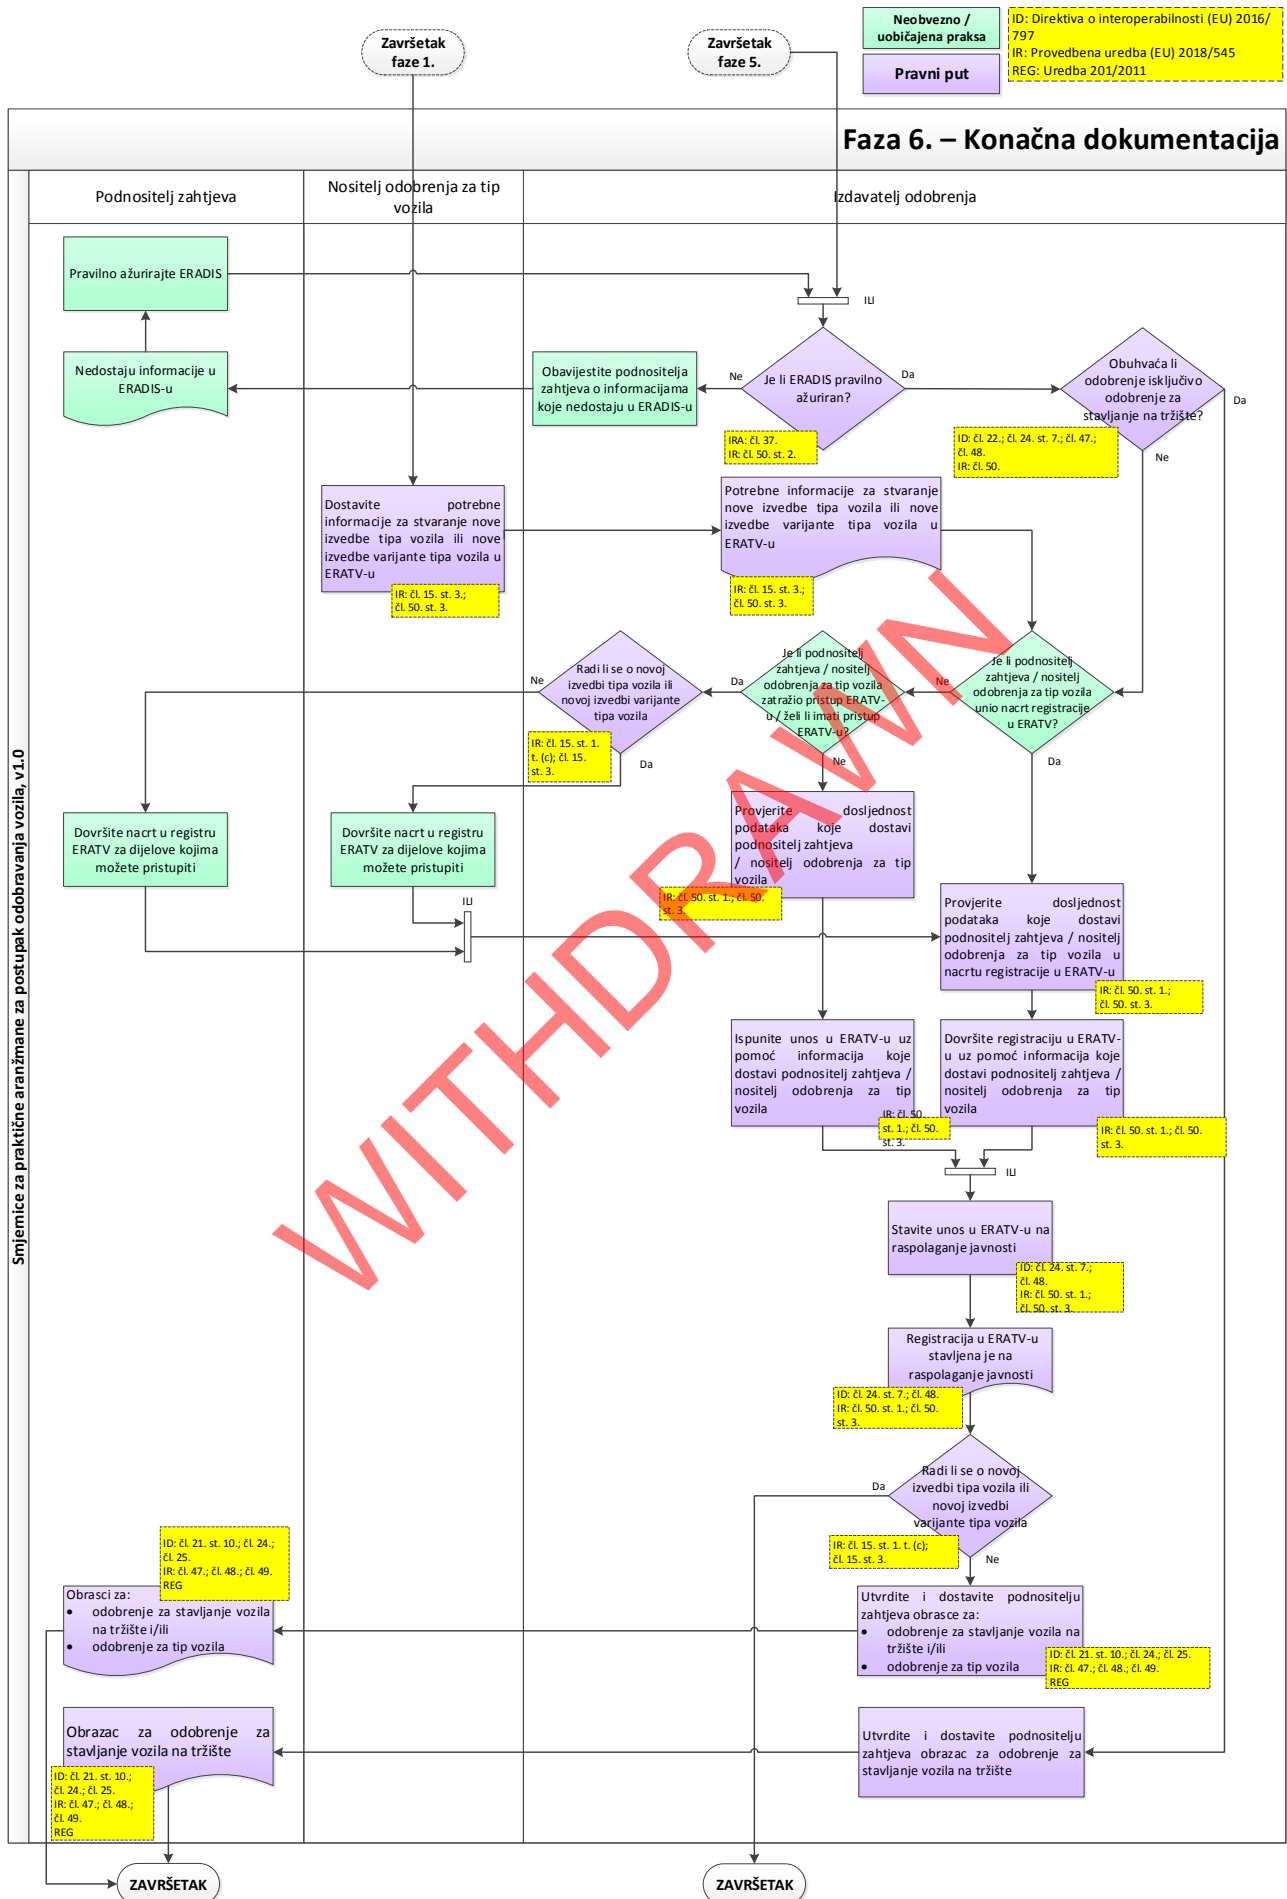 Neobvezno /
uobičajena praksa
Pravni put
ID: Direktiva o interoperabilnosti (EU) 2016/
797
IR: Provedbena uredba (EU) 2018/545
REG: Uredba 201/2011
Završetak
faze 1.
Završetak
faze 5.
Faza 6. – Konačna dokumentacija
Smjernice za praktične aranžmane za postupak odobravanja vozila, v1.0
Podnositelj zahtjeva
Nositelj odobrenja za tip
vozila
Izdavatelj odobrenja
Pravilno ažurirajte ERADIS
ILI
Nedostaju informacije u
ERADIS-u
Obavijestite podnositelja
zahtjeva o informacijama
koje nedostaju u ERADIS-u
Ne
Je li ERADIS pravilno
ažuriran?
Da
IRA: čl. 37.
IR: čl. 50. st. 2.
Obuhvaća li
odobrenje isključivo
odobrenje za
stavljanje na tržište?
Da
Ne
ID: čl. 22.; čl. 24. st. 7.; čl. 47.;
čl. 48.
IR: čl. 50.
Dostavite potrebne
informacije za stvaranje nove
izvedbe tipa vozila ili nove
izvedbe varijante tipa vozila u
ERATV-u
IR: čl. 15. st. 3.;
čl. 50. st. 3.
Potrebne informacije za stvaranje
nove izvedbe tipa vozila ili nove
izvedbe varijante tipa vozila u
ERATV-u
IR: čl. 15. st. 3.;
čl. 50. st. 3.
Ne
Radi li se o novoj
izvedbi tipa vozila ili
novoj izvedbi varijante
tipa vozila
Da
IR: čl. 15. st. 1.
t. (c); čl. 15.
st. 3.
Da
Je li podnositelj
zahtjeva / nositelj
odobrenja za tip vozila
zatražio pristup ERATV-
u / želi li imati pristup
ERATV-u?
Ne
Ne
Je li podnositelj
zahtjeva / nositelj
odobrenja za tip vozila
unio nacrt registracije
u ERATV?
Da
Dovršite nacrt u registru
ERATV za dijelove kojima
možete pristupiti
Dovršite nacrt u registru
ERATV za dijelove kojima
možete pristupiti
ILI
Provjerite dosljednost
podataka koje dostavi
podnositelj zahtjeva
/ nositelj odobrenja za tip
vozila
IR: čl. 50. st. 1.; čl. 50.
st. 3.
Provjerite dosljednost
podataka koje dostavi
podnositelj zahtjeva / nositelj
odobrenja za tip vozila u
nacrtu registracije u ERATV-u
IR: čl. 50. st. 1.;
čl. 50. st. 3.
Ispunite unos u ERATV-u uz
pomoć informacija koje
dostavi podnositelj zahtjeva /
nositelj odobrenja za tip
vozila
IR: čl. 50.
st. 1.; čl. 50.
st. 3.
Dovršite registraciju u ERATV-
u uz pomoć informacija koje
dostavi podnositelj zahtjeva /
nositelj odobrenja za tip
vozila
IR: čl. 50. st. 1.; čl. 50.
st. 3.
ILI
Stavite unos u ERATV-u na
raspolaganje javnosti
ID: čl. 24. st. 7.;
čl. 48.
IR: čl. 50. st. 1.;
čl. 50. st. 3.
Registracija u ERATV-u
stavljena je na
raspolaganje javnosti
ID: čl. 24. st. 7.; čl. 48.
IR: čl. 50. st. 1.; čl. 50.
st. 3.
Da
Radi li se o novoj
izvedbi tipa vozila ili
novoj izvedbi
varijante tipa vozila
Ne
IR: čl. 15. st. 1. t. (c);
čl. 15. st. 3.
ID: čl. 21. st. 10.; čl. 24.;
čl. 25.
IR: čl. 47.; čl. 48.; čl. 49.
REG
Obrasci za:
• odobrenje za stavljanje vozila
na tržište i/ili
• odobrenje za tip vozila
Utvrdite i dostavite podnositelju
zahtjeva obrasce za:
• odobrenje za stavljanje vozila na
tržište i/ili
• odobrenje za tip vozila
ID: čl. 21. st. 10.; čl. 24.; čl. 25.
IR: čl. 47.; čl. 48.; čl. 49.
REG
Obrazac za odobrenje za
stavljanje vozila na tržište
ID: čl. 21. st. 10.;
čl. 24.; čl. 25.
IR: čl. 47.; čl. 48.;
čl. 49.
REG
Utvrdite i dostavite podnositelju
zahtjeva obrazac za odobrenje za
stavljanje vozila na tržište
ZAVRŠETAK
ZAVRŠETAK
WITHDRAWN